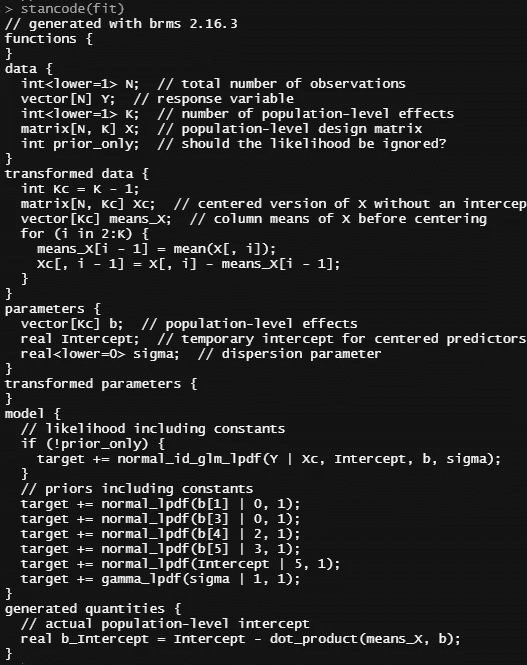 > stancode(fit)
// generated with brms 2.16.3
functions {
}
data {
  int<lower=1> N;  // total number of observations
  vector[N] Y;  // response variable
  int<lower=1> K;  // number of population-level effects
  matrix[N, K] X;  // population-level design matrix
  int prior_only;  // should the likelihood be ignored?
}
transformed data {
  int Kc = K - 1;
  matrix[N, Kc] Xc;  // centered version of X without an intercep
  vector[Kc] means_X;  // column means of X before centering
  for (i in 2:K) {
    means_X[i - 1] = mean(X[, i]);
    Xc[, i - 1] = X[, i] - means_X[i - 1];
  }
}
parameters {
  vector[Kc] b;  // population-level effects
  real Intercept;  // temporary intercept for centered predictors
  real<lower=0> sigma;  // dispersion parameter
}
transformed parameters {
}
model {
  // likelihood including constants
  if (!prior_only) {
    target += normal_id_glm_lpdf(Y | Xc, Intercept, b, sigma);
  }
  // priors including constants
  target += normal_lpdf(b[1] | 0, 1);
  target += normal_lpdf(b[3] | 0, 1);
  target += normal_lpdf(b[4] | 2, 1);
  target += normal_lpdf(b[5] | 3, 1);
  target += normal_lpdf(Intercept | 5, 1);
  target += gamma_lpdf(sigma | 1, 1);
}
generated quantities {
  // actual population-level intercept
  real b_Intercept = Intercept - dot_product(means_X, b);
}